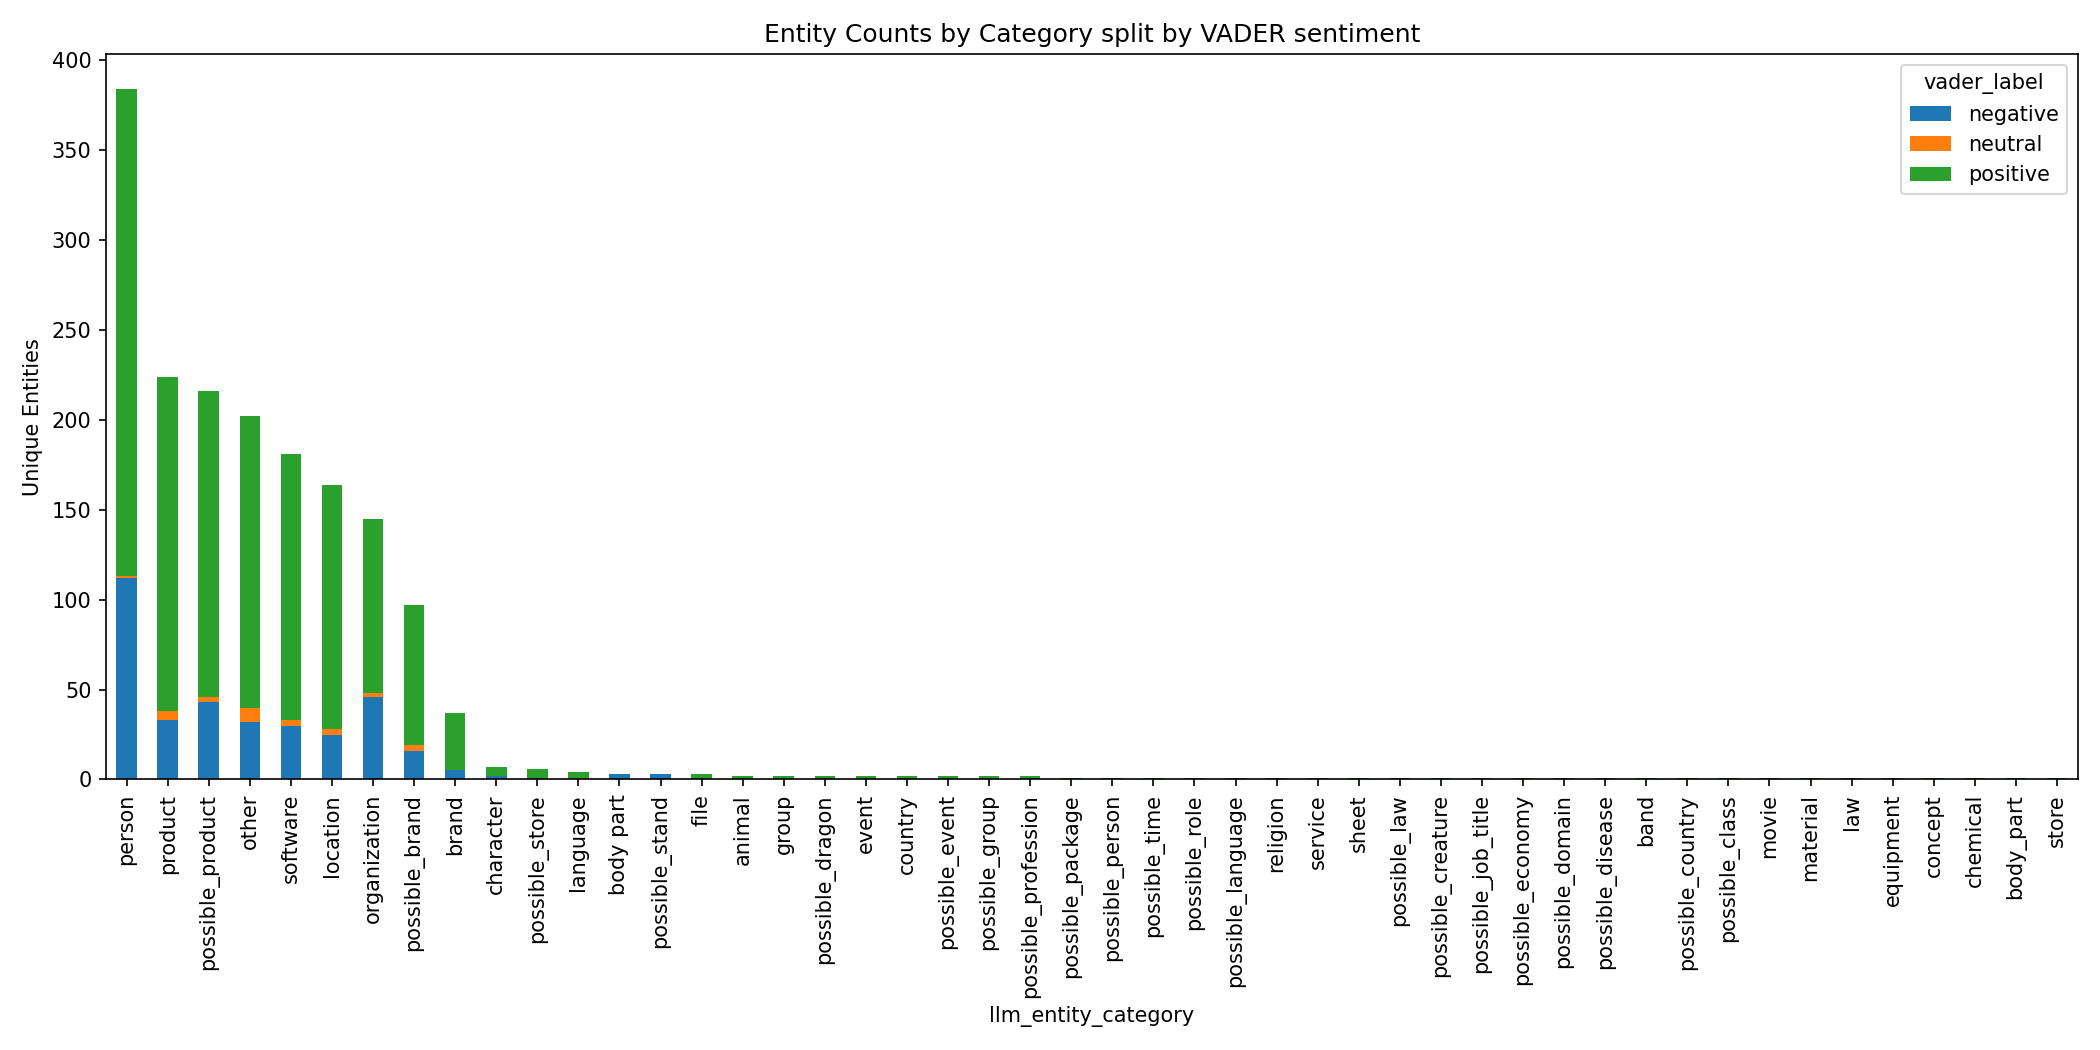 Entity Counts by Category split by VADER sentiment
vader_label
negative
neutral
positive
Unique Entities
400
350
300
250
200
150
100
50
0
person
product
possible_product
other
software
location
organization
possible_brand
brand
character
possible_store
language
body part
possible_stand
file
animal
group
possible_dragon
event
country
possible_event
possible_group
possible_profession
possible_package
possible_person
possible_time
possible_role
possible_language
religion
service
sheet
possible_law
possible_creature
possible_job_title
possible_economy
possible_domain
possible_disease
band
possible_country
possible_class
movie
material
law
equipment
concept
chemical
body_part
store
llm_entity_category